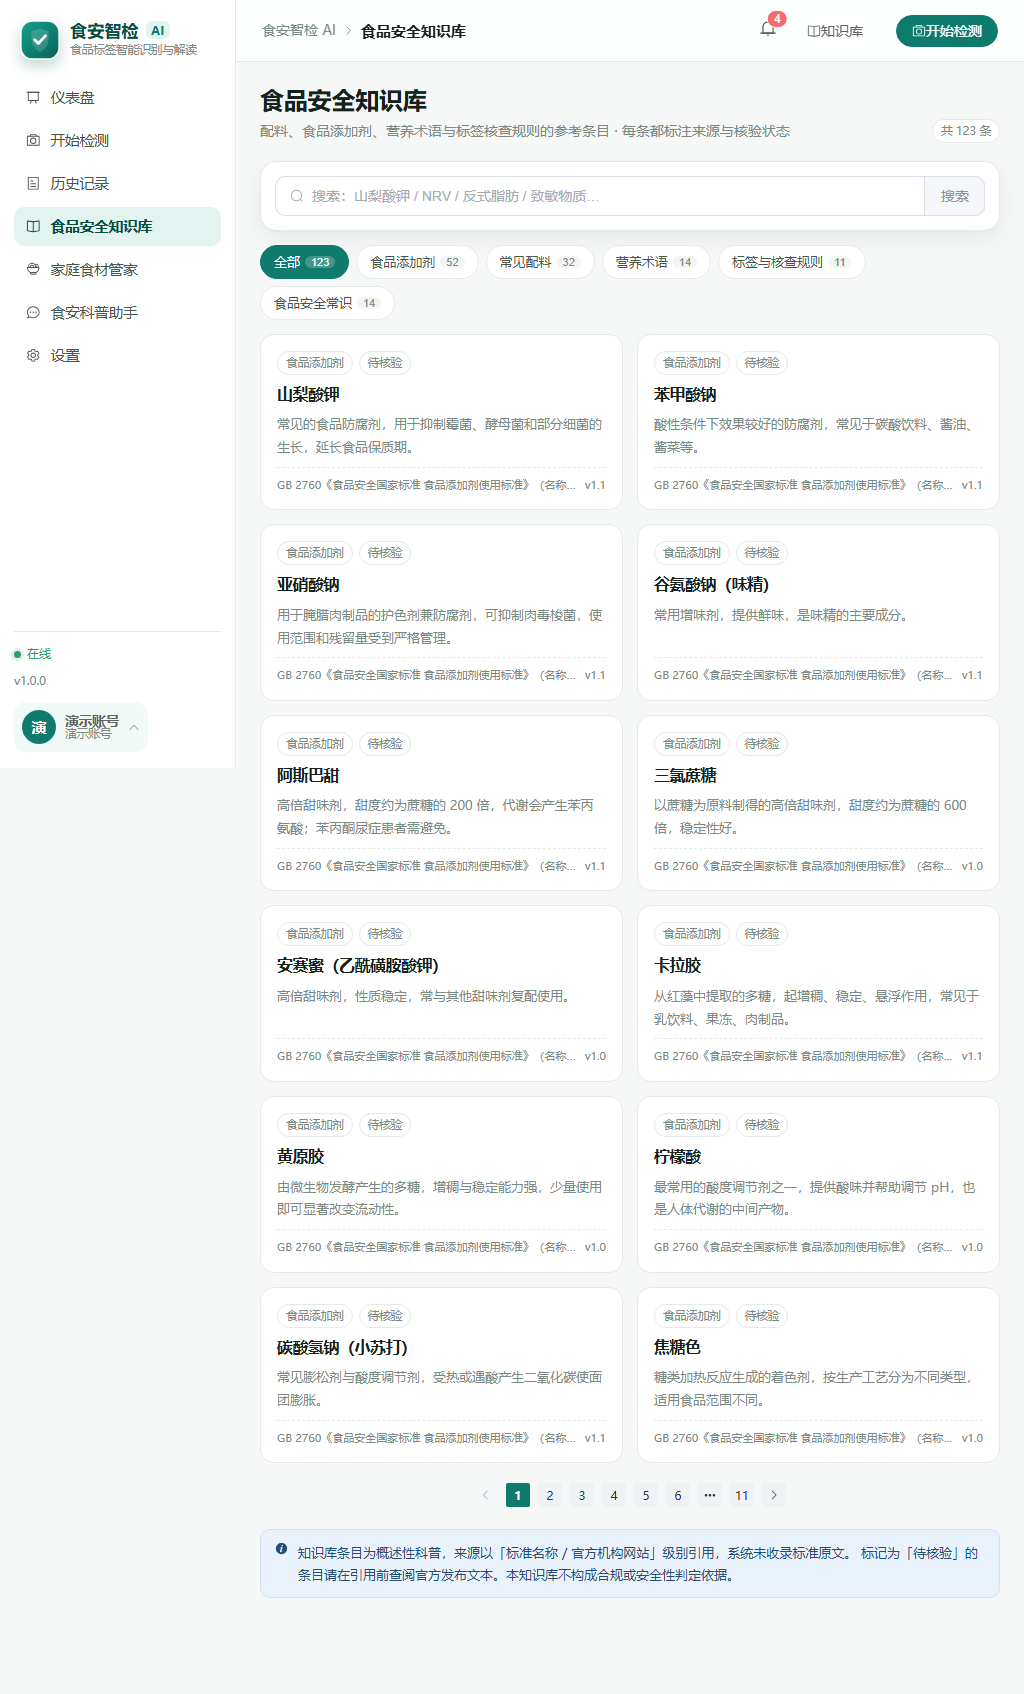 食安智检 AI
食品标签智能识别与解读
仪表盘
开始检测
历史记录
食品安全知识库
家庭食材管家
食安科普助手
设置
在线
v1.0.0
演
演示账号
演示账号
食安智检 AI > 食品安全知识库
4
知识库
开始检测
食品安全知识库
配料、食品添加剂、营养术语与标签核查规则的参考条目 · 每条都标注来源与核验状态
共 123 条
搜索：山梨酸钾 / NRV / 反式脂肪 / 致敏物质…
搜索
全部 123
食品添加剂 52
常见配料 32
营养术语 14
标签与核查规则 11
食品安全常识 14
食品添加剂 待核验
山梨酸钾
常见的食品防腐剂，用于抑制霉菌、酵母菌和部分细菌的
生长，延长食品保质期。
GB 2760《食品安全国家标准 食品添加剂使用标准》（名称… v1.1
食品添加剂 待核验
苯甲酸钠
酸性条件下效果较好的防腐剂，常见于碳酸饮料、酱油、
酱菜等。
GB 2760《食品安全国家标准 食品添加剂使用标准》（名称… v1.1
食品添加剂 待核验
亚硝酸钠
用于腌腊肉制品的护色剂兼防腐剂，可抑制肉毒梭菌，使
用范围和残留量受到严格管理。
GB 2760《食品安全国家标准 食品添加剂使用标准》（名称… v1.1
食品添加剂 待核验
谷氨酸钠（味精）
常用增味剂，提供鲜味，是味精的主要成分。
GB 2760《食品安全国家标准 食品添加剂使用标准》（名称… v1.1
食品添加剂 待核验
阿斯巴甜
高倍甜味剂，甜度约为蔗糖的 200 倍，代谢会产生苯丙
氨酸；苯丙酮尿症患者需避免。
GB 2760《食品安全国家标准 食品添加剂使用标准》（名称… v1.1
食品添加剂 待核验
三氯蔗糖
以蔗糖为原料制得的高倍甜味剂，甜度约为蔗糖的 600
倍，稳定性好。
GB 2760《食品安全国家标准 食品添加剂使用标准》（名称… v1.0
食品添加剂 待核验
安赛蜜（乙酰磺胺酸钾）
高倍甜味剂，性质稳定，常与其他甜味剂复配使用。
GB 2760《食品安全国家标准 食品添加剂使用标准》（名称… v1.0
食品添加剂 待核验
卡拉胶
从红藻中提取的多糖，起增稠、稳定、悬浮作用，常见于
乳饮料、果冻、肉制品。
GB 2760《食品安全国家标准 食品添加剂使用标准》（名称… v1.1
食品添加剂 待核验
黄原胶
由微生物发酵产生的多糖，增稠与稳定能力强，少量使用
即可显著改变流动性。
GB 2760《食品安全国家标准 食品添加剂使用标准》（名称… v1.0
食品添加剂 待核验
柠檬酸
最常用的酸度调节剂之一，提供酸味并帮助调节 pH，也
是人体代谢的中间产物。
GB 2760《食品安全国家标准 食品添加剂使用标准》（名称… v1.0
食品添加剂 待核验
碳酸氢钠（小苏打）
常见膨松剂与酸度调节剂，受热或遇酸产生二氧化碳使面
团膨胀。
GB 2760《食品安全国家标准 食品添加剂使用标准》（名称… v1.1
食品添加剂 待核验
焦糖色
糖类加热反应生成的着色剂，按生产工艺分为不同类型，
适用食品范围不同。
GB 2760《食品安全国家标准 食品添加剂使用标准》（名称… v1.0
< 1 2 3 4 5 6 ••• 11 >
知识库条目为概述性科普，来源以「标准名称 / 官方机构网站」级别引用，系统未收录标准原文。 标记为「待核验」的
条目请在引用前查阅官方发布文本。本知识库不构成合规或安全性判定依据。